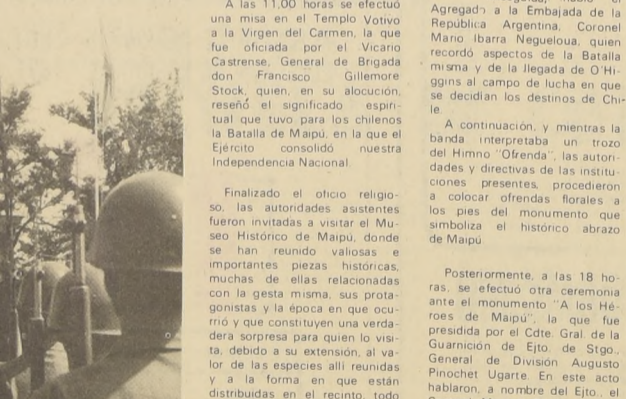 A las 11,00 horas se efectuó
una misa en el Templo Votivo
a la Virgen del Carmen, la que
fue oficiada por el Vicario
Castrense, General de Brigada
don Francisco Gillemore
Stock, quien, en su alocución,
reseñó el significado espiri-
tual que tuvo para los chilenos
la Batalla de Maipú, en la que el
Ejército consolidó nuestra
Independencia Nacional.
Finalizado el oficio religio-
so, las autoridades asistentes
fueron invitadas a visitar el Mu-
seo Histórico de Maipú, donde
se han reunido valiosas e
importantes piezas históricas,
muchas de ellas relacionadas
con la gesta misma, sus prota-
gonistas y la época en que ocu-
rrió y que constituyen una verda-
dera sorpresa para quien lo visi-
ta, debido a su extensión, al va-
lor de las especies allí reunidas
y a la forma en que están
distribuidas en el recinto, todo
Agregado a la Embajada de la
República Argentina, Coronel
Mario Ibarra Negueloua, quien
recordó aspectos de la Batalla
misma y de la llegada de O'Hi-
ggins al campo de lucha en que
se decidían los destinos de Chi-
le.
A continuación, y mientras la
banda interpretaba un trozo
del Himno "Ofrenda", las autori-
dades y directivas de las institu-
ciones presentes, procedieron
a colocar ofrendas florales a
los pies del monumento que
simboliza el histórico abrazo
de Maipú.
Posteriormente, a las 18 ho-
ras, se efectuó otra ceremonia
ante el monumento "A los Hé-
roes de Maipú", la que fue
presidida por el Cdte. Gral. de la
Guarnición de Ejto. de Stgo.,
General de División Augusto
Pinochet Ugarte. En este acto
hablaron, a nombre del Ejto., el